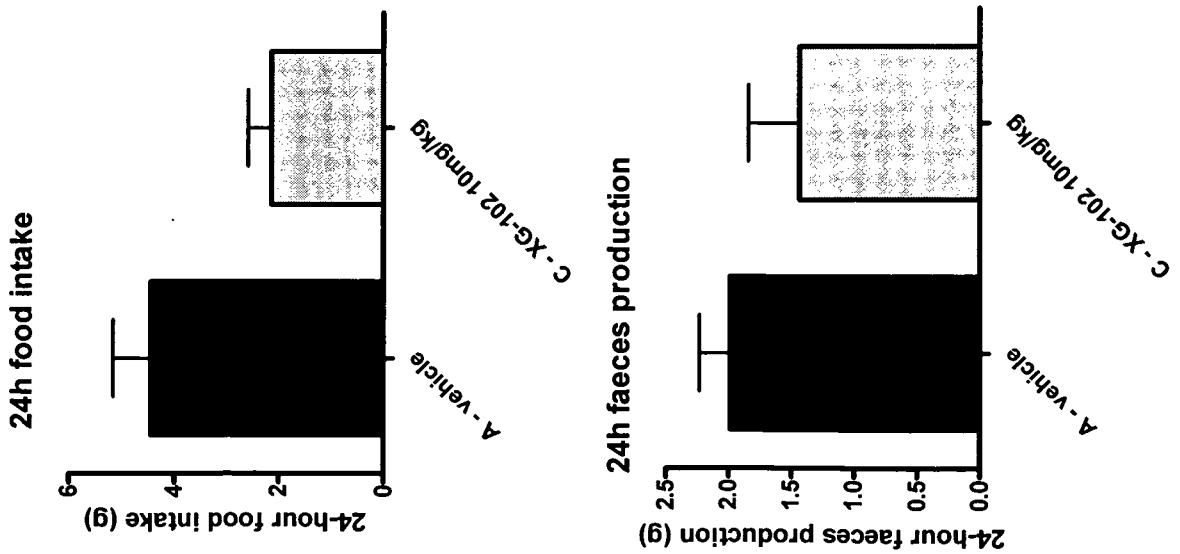 24h food intake
24-hour food intake (g)
6
4
2
0
A - vehicle
C - XG-102 10mg/kg
24h faeces production
24-hour faeces production (g)
2.5
2.0
1.5
1.0
0.5
0.0
A - vehicle
C - XG-102 10mg/kg